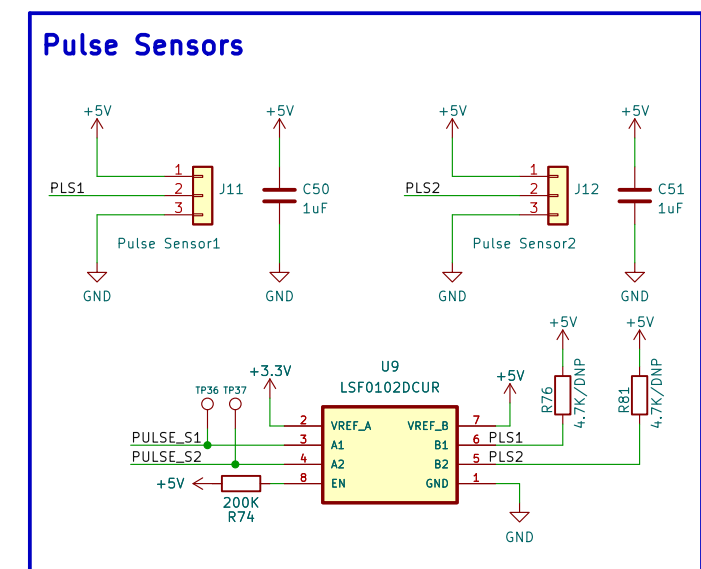 Pulse Sensors
+5V
+5V
+5V
+5V
1
PLS1
2
J11
3
Pulse Sensor1
C50
1uF
GND
GND
1
PLS2
2
J12
3
Pulse Sensor2
C51
1uF
GND
GND
+5V
+5V
R76
4.7K/DNP
R81
4.7K/DNP
U9
LSF0102DCUR
+3.3V
+5V
TP36
TP37
2
VREF_A
VREF_B
7
PULSE_S1
3
A1
B1
6
PLS1
PULSE_S2
4
A2
B2
5
PLS2
+5V
8
EN
GND
1
200K
R74
GND